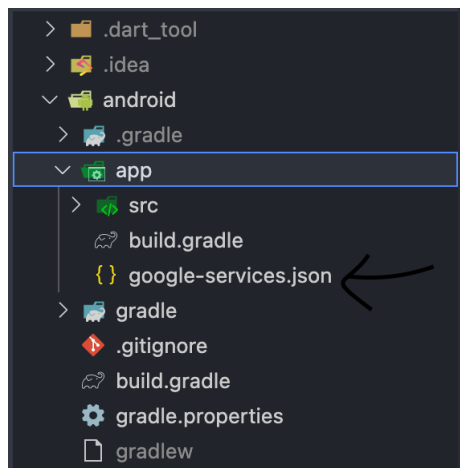 .dart_tool
.idea
android
.gradle
app
src
build.gradle
google-services.json
gradle
.gitignore
build.gradle
gradle.properties
gradlew